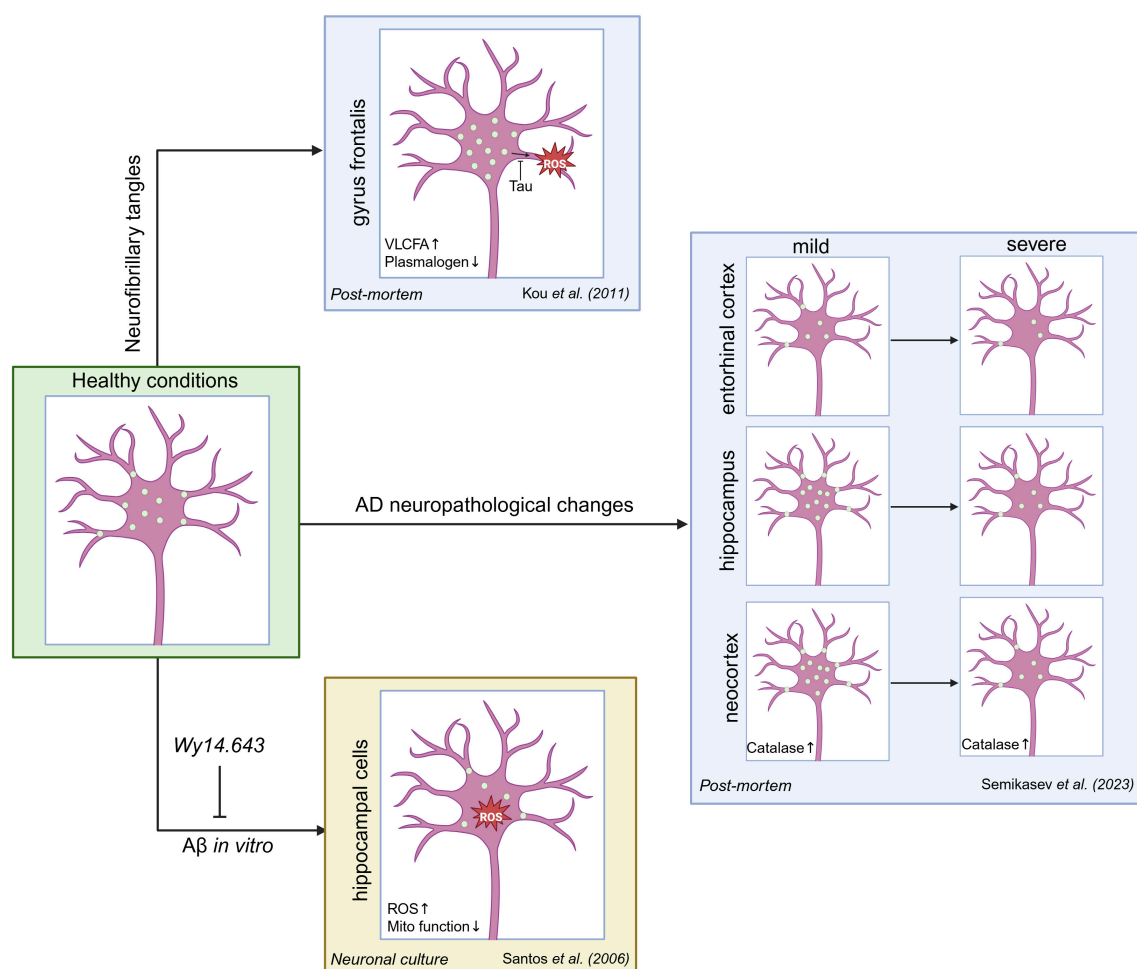 Neurofibrillary tangles
gyrus frontalis
ROS
Tau
VLCFA↑
Plasmalogen↓
Post-mortem
Kou et al. (2011)
Healthy conditions
AD neuropathological changes
mild
severe
entorhinal cortex
hippocampus
neocortex
Catalase↑
Catalase↑
Post-mortem
Semikasev et al. (2023)
Wy14.643
Aβ in vitro
hippocampal cells
ROS
ROS↑
Mito function↓
Neuronal culture
Santos et al. (2006)